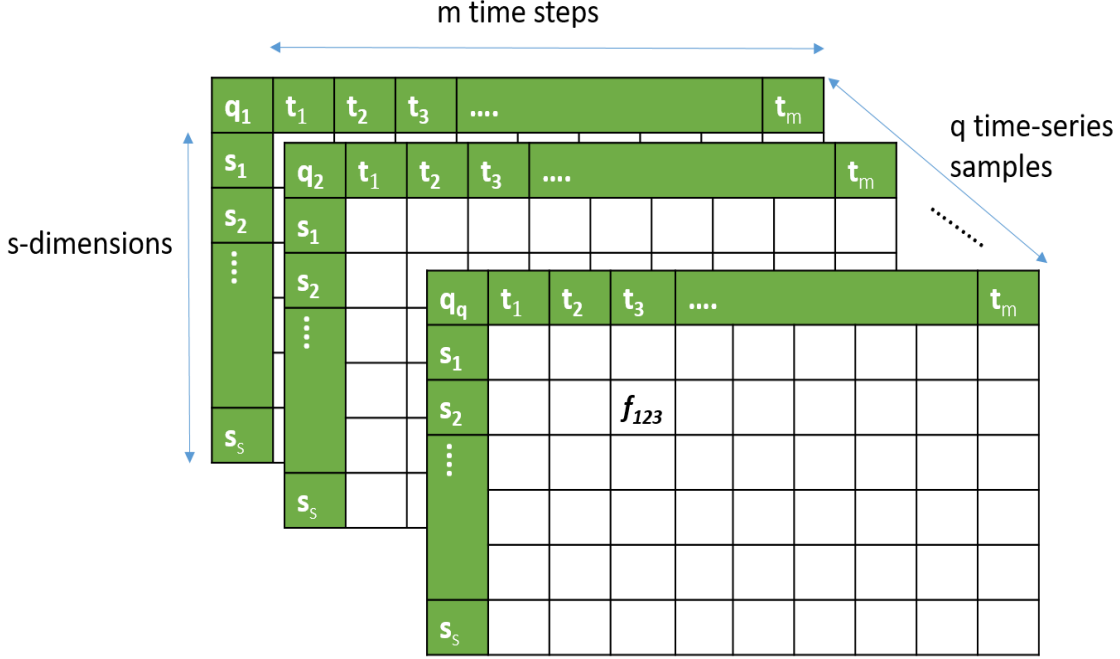 m time steps
q₁ t₁ t₂ t₃ .... tₘ
q time-series
samples
s₁
s₂
....
sₛ
s-dimensions
q₂ t₁ t₂ t₃ .... tₘ
s₁
s₂
....
sₛ
........
q_q t₁ t₂ t₃ .... tₘ
s₁
s₂ f₁₂₃
....
sₛ